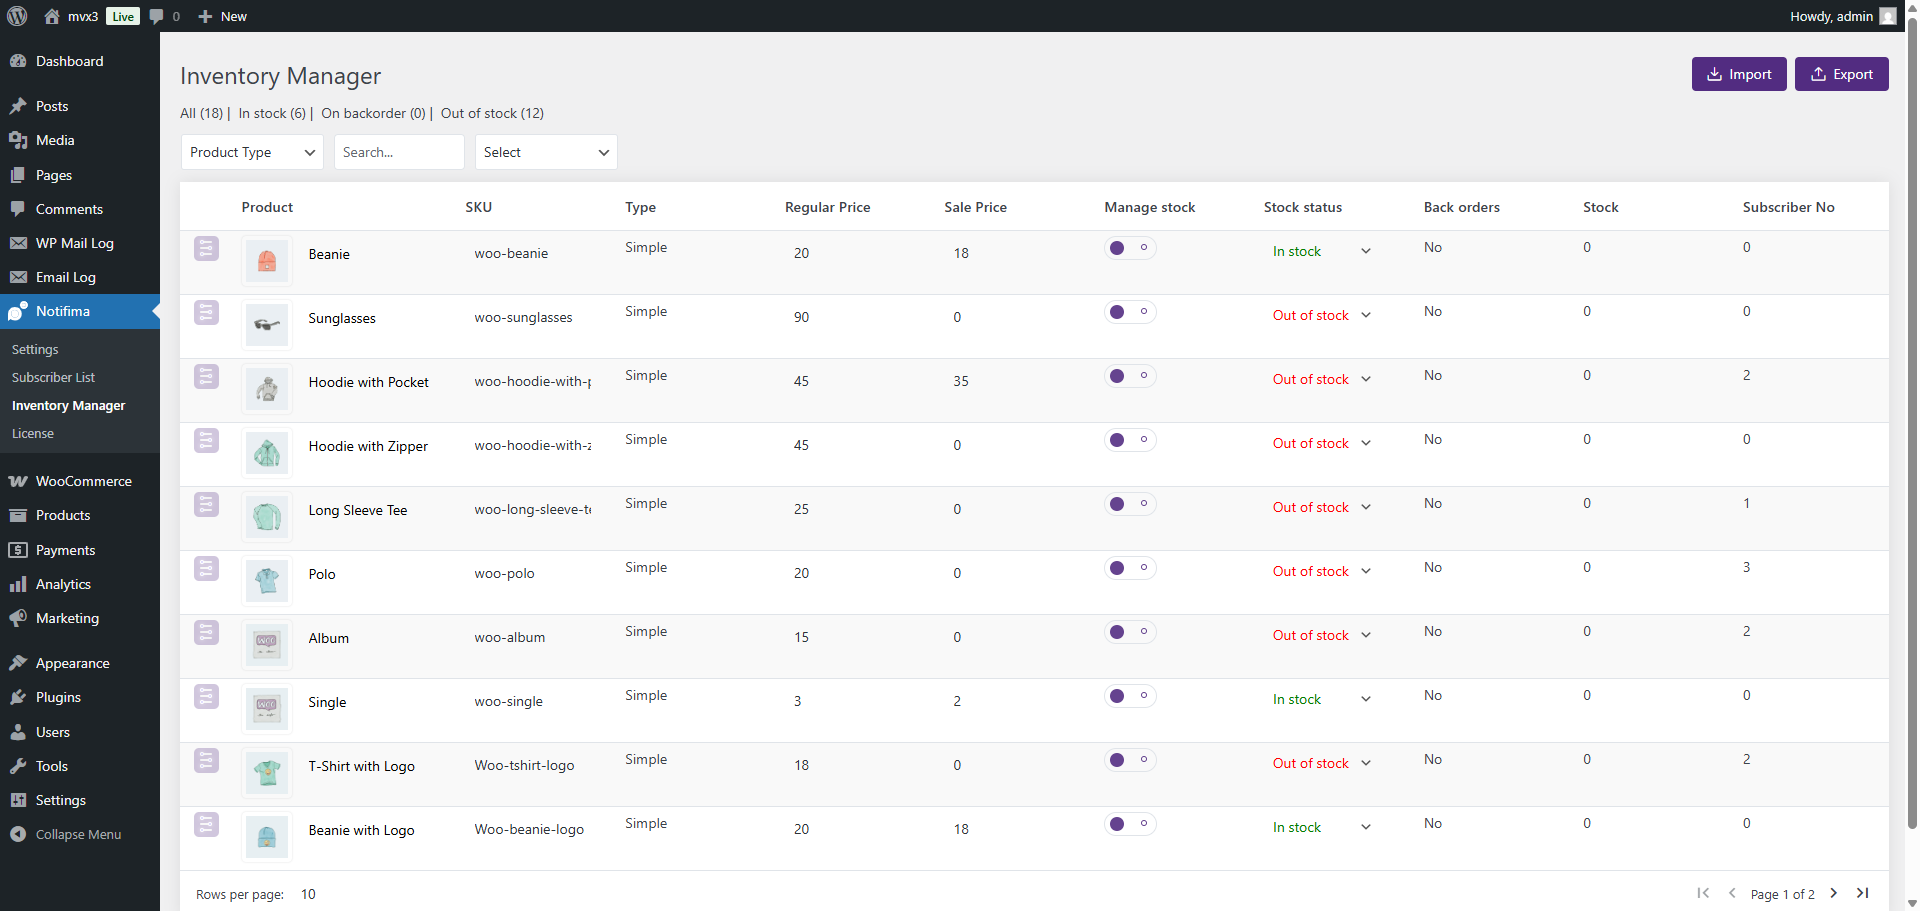 mvx3 Live 0 New Howdy, admin
Dashboard
Posts
Media
Pages
Comments
WP Mail Log
Email Log
Notifima
Settings
Subscriber List
Inventory Manager
License
WooCommerce
Products
Payments
Analytics
Marketing
Appearance
Plugins
Users
Tools
Settings
Collapse Menu
Inventory Manager Import Export
All (18) | In stock (6) | On backorder (0) | Out of stock (12)
Product Type Search... Select
Product SKU Type Regular Price Sale Price Manage stock Stock status Back orders Stock Subscriber No
Beanie woo-beanie Simple 20 18 In stock No 0 0
Sunglasses woo-sunglasses Simple 90 0 Out of stock No 0 0
Hoodie with Pocket woo-hoodie-with-p Simple 45 35 Out of stock No 0 2
Hoodie with Zipper woo-hoodie-with-z Simple 45 0 Out of stock No 0 0
Long Sleeve Tee woo-long-sleeve-te Simple 25 0 Out of stock No 0 1
Polo woo-polo Simple 20 0 Out of stock No 0 3
WOO Album woo-album Simple 15 0 Out of stock No 0 2
WOO Single woo-single Simple 3 2 In stock No 0 0
T-Shirt with Logo Woo-tshirt-logo Simple 18 0 Out of stock No 0 2
Beanie with Logo Woo-beanie-logo Simple 20 18 In stock No 0 0
Rows per page: 10 Page 1 of 2